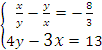 { x/y − y/x = −8/3
4y − 3x = 13